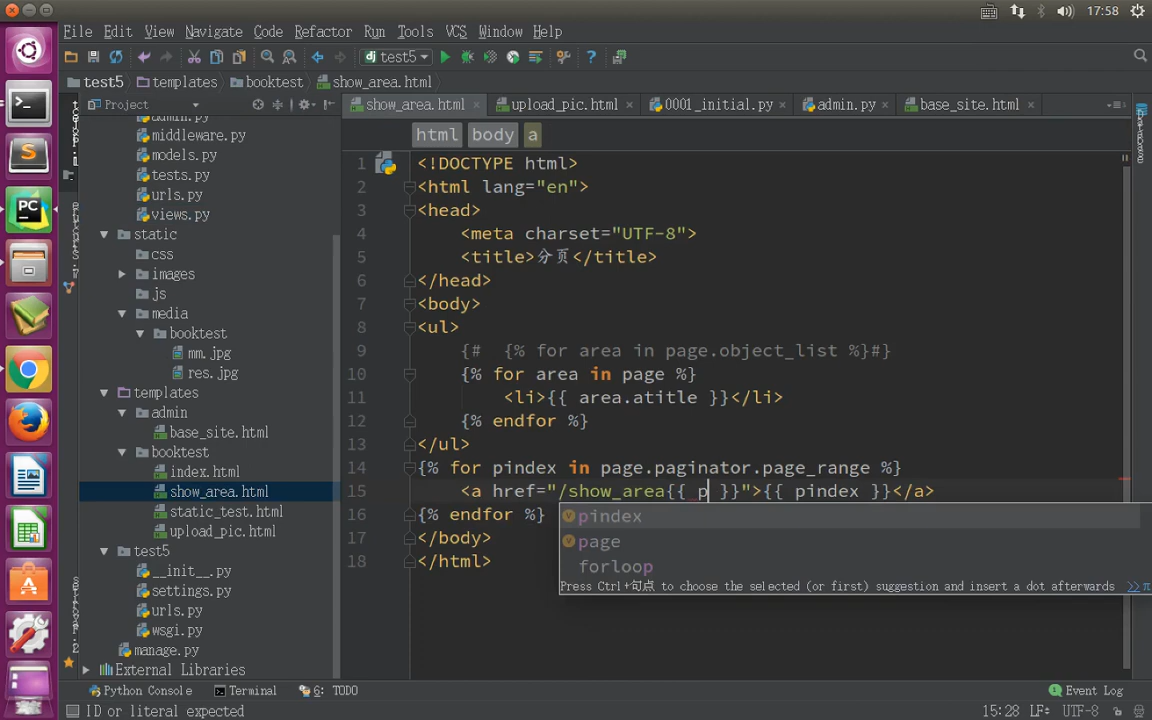 17:58
File Edit View Navigate Code Refactor Run Tools VCS Window Help
dj test5
test5 templates booktest show_area.html
Project
show_area.html upload_pic.html 0001_initial.py admin.py base_site.html
html body a
admin.py
middleware.py
models.py
tests.py
urls.py
views.py
static
css
images
js
media
booktest
mm.jpg
res.jpg
templates
admin
base_site.html
booktest
index.html
show_area.html
static_test.html
upload_pic.html
test5
__init__.py
settings.py
urls.py
wsgi.py
manage.py
External Libraries
1 <!DOCTYPE html>
2 <html lang="en">
3 <head>
4 <meta charset="UTF-8">
5 <title>分页</title>
6 </head>
7 <body>
8 <ul>
9 {# {% for area in page.object_list %}#}
10 {% for area in page %}
11 <li>{{ area.atitle }}</li>
12 {% endfor %}
13 </ul>
14 {% for pindex in page.paginator.page_range %}
15 <a href="/show_area{{ p }}">{{ pindex }}</a>
16 {% endfor %}
17 </body>
18 </html>
pindex
page
forloop
Press Ctrl+句点 to choose the selected (or first) suggestion and insert a dot afterwards >> π
Python Console Terminal 6: TODO Event Log
ID or literal expected 15:28 LF÷ UTF-8÷